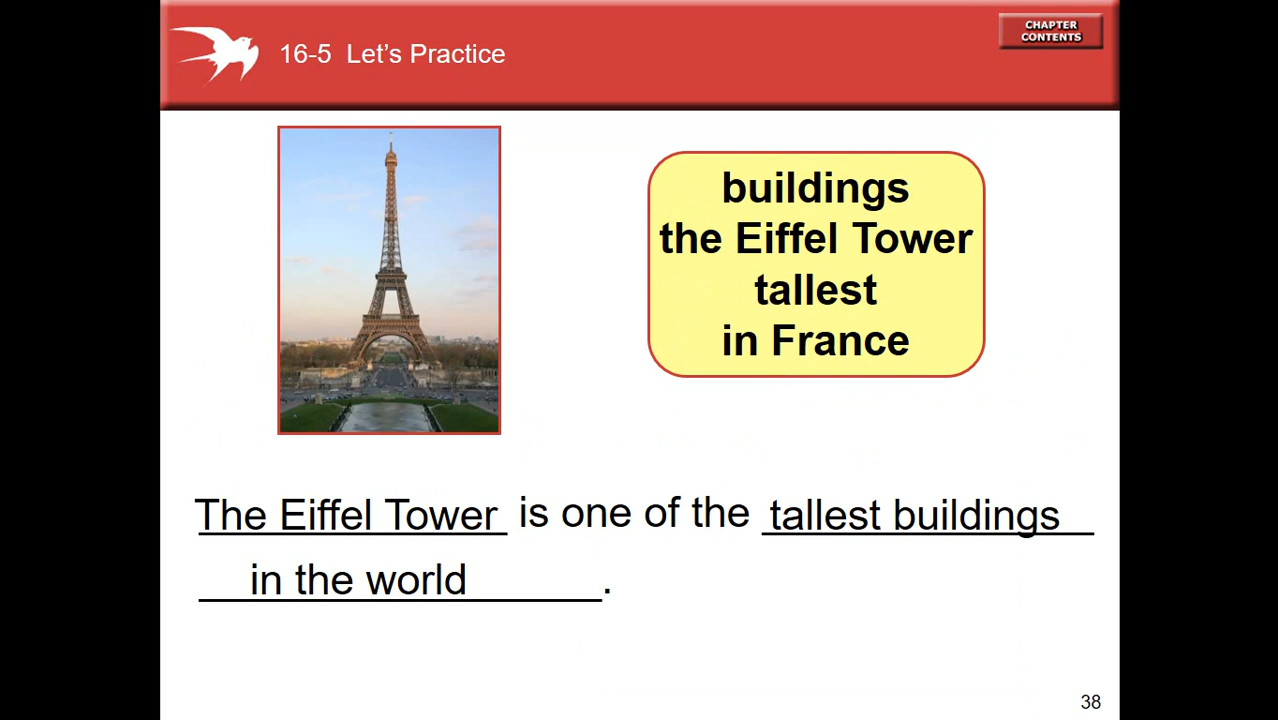 16-5 Let's Practice
CHAPTER
CONTENTS
buildings
the Eiffel Tower
tallest
in France
The Eiffel Tower is one of the tallest buildings
in the world.
38